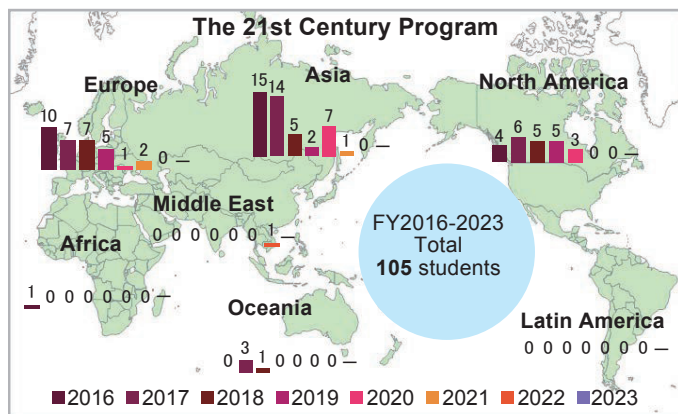 The 21st Century Program
Europe
10 7 7 5 1 2 0 —
Asia
15 14 5 2 7 1 0 —
North America
4 6 5 5 3 0 0 —
Middle East
0 0 0 0 0 0 1 —
Africa
1 0 0 0 0 0 0 —
FY2016-2023
Total
105 students
Oceania
0 3 1 0 0 0 0 —
Latin America
0 0 0 0 0 0 0 —
2016 2017 2018 2019 2020 2021 2022 2023